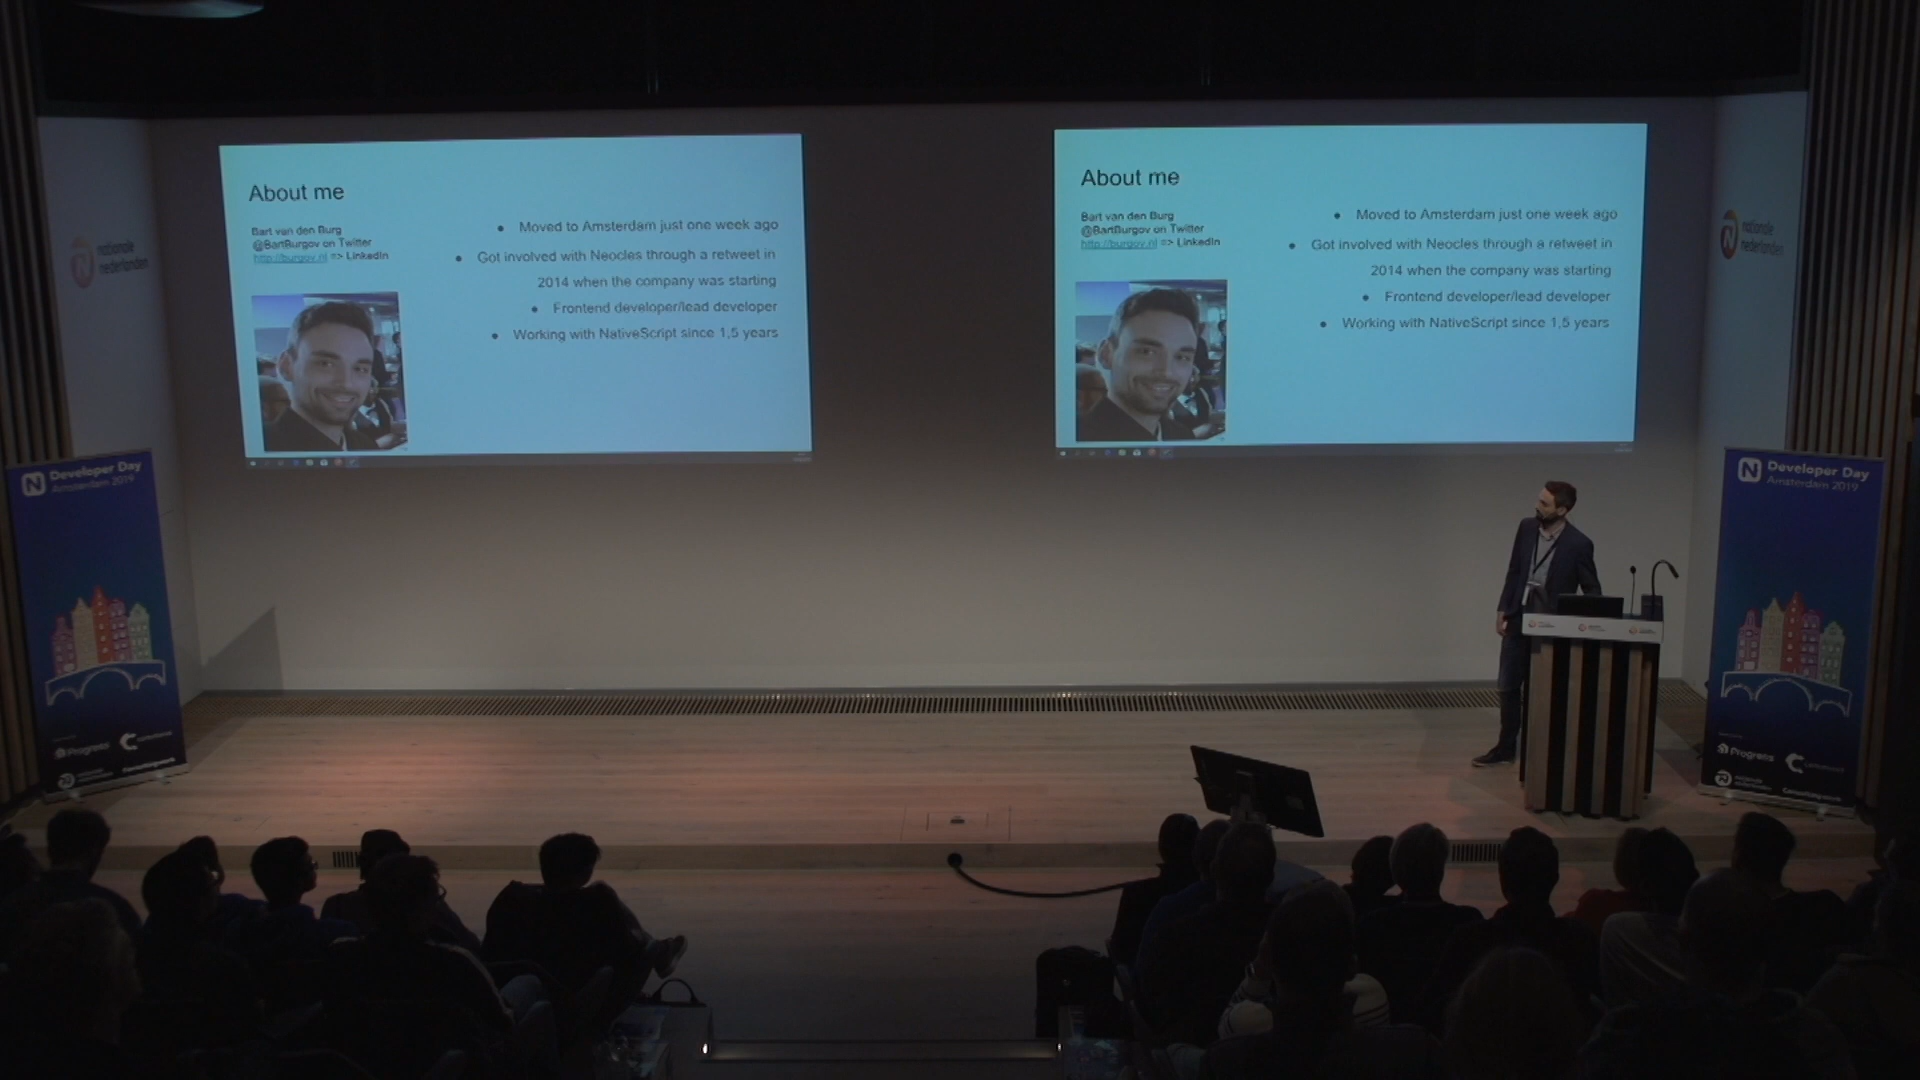 About me
Bart van den Burg
@BartBurgov on Twitter
http://burgov.nl => LinkedIn
• Moved to Amsterdam just one week ago
• Got involved with Neocles through a retweet in
2014 when the company was starting
• Frontend developer/lead developer
• Working with NativeScript since 1,5 years
About me
Bart van den Burg
@BartBurgov on Twitter
http://burgov.nl => LinkedIn
• Moved to Amsterdam just one week ago
• Got involved with Neocles through a retweet in
2014 when the company was starting
• Frontend developer/lead developer
• Working with NativeScript since 1,5 years
nationale
nederlanden
nationale
nederlanden
N Developer Day
Amsterdam 2019
Progress
N Developer Day
Amsterdam 2019
Progress